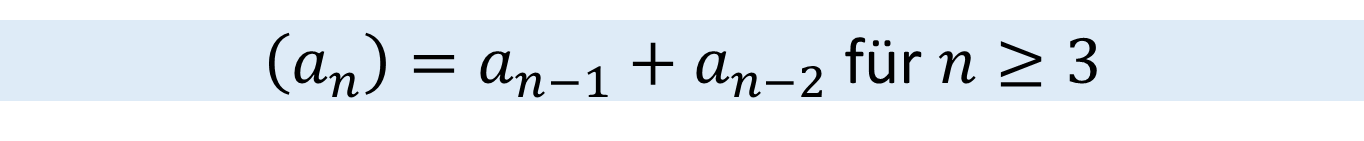 (aₙ) = aₙ₋₁ + aₙ₋₂ für n ≥ 3